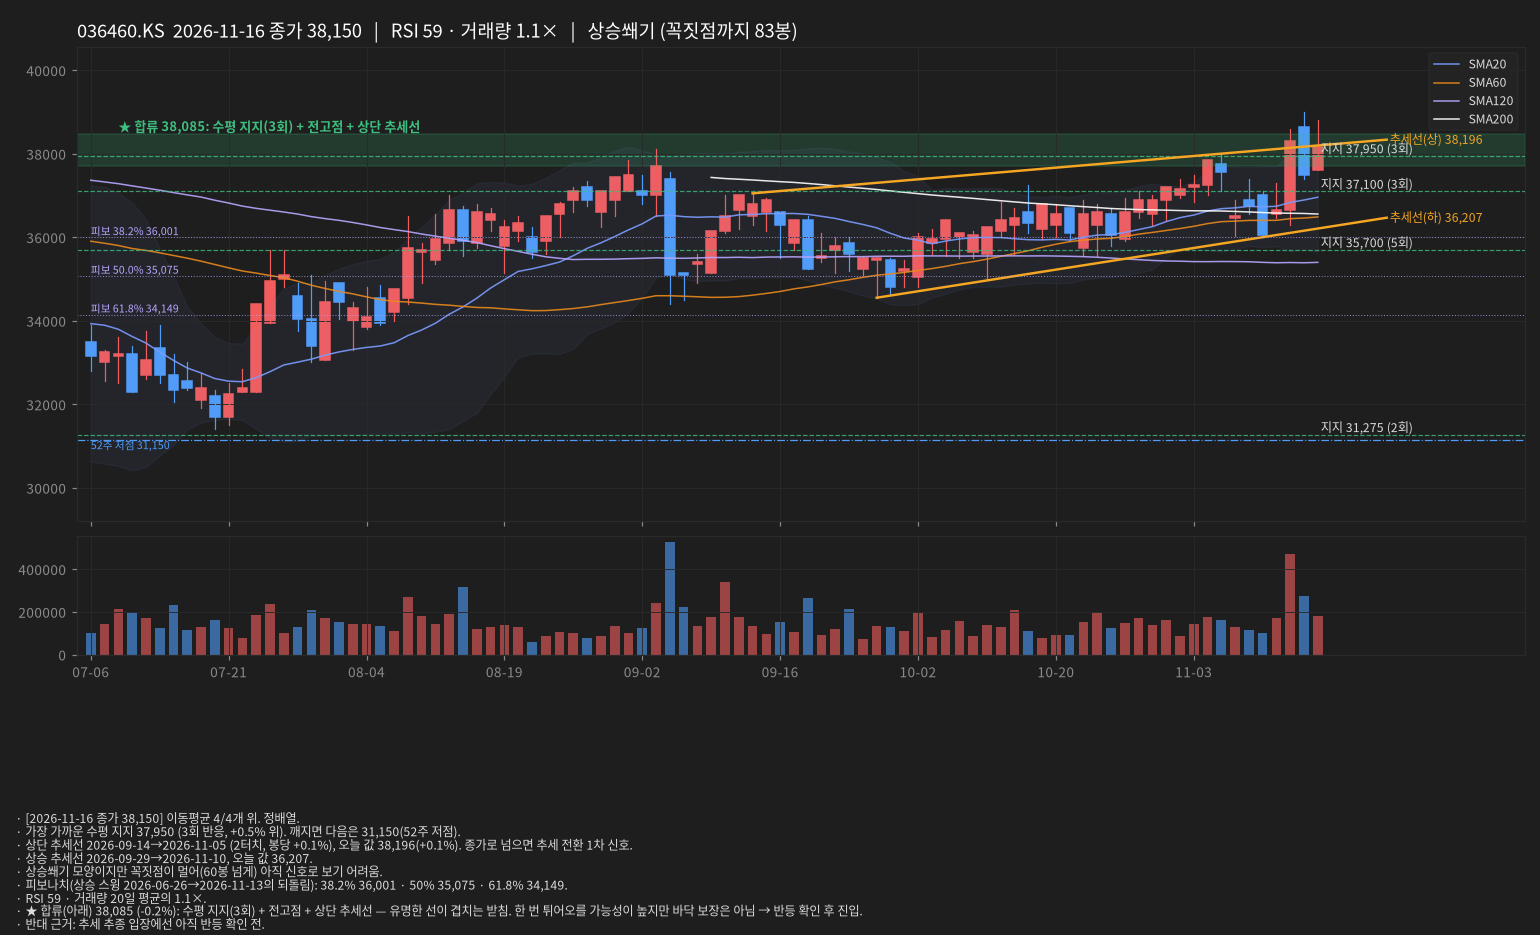 036460.KS  2026-11-16 종가 38,150  |  RSI 59 · 거래량 1.1×  |  상승쐐기 (꼭짓점까지 83봉)
SMA20
SMA60
SMA120
SMA200
40000
38000
36000
34000
32000
30000
★ 합류 38,085: 수평 지지(3회) + 전고점 + 상단 추세선
추세선(상) 38,196
지지 37,950 (3회)
지지 37,100 (3회)
추세선(하) 36,207
피보 38.2% 36,001
지지 35,700 (5회)
피보 50.0% 35,075
피보 61.8% 34,149
지지 31,275 (2회)
52주 저점 31,150
400000
200000
0
07-06
07-21
08-04
08-19
09-02
09-16
10-02
10-20
11-03
· [2026-11-16 종가 38,150] 이동평균 4/4개 위. 정배열.
· 가장 가까운 수평 지지 37,950 (3회 반응, +0.5% 위). 깨지면 다음은 31,150(52주 저점).
· 상단 추세선 2026-09-14→2026-11-05 (2터치, 봉당 +0.1%), 오늘 값 38,196(+0.1%). 종가로 넘으면 추세 전환 1차 신호.
· 상승 추세선 2026-09-29→2026-11-10, 오늘 값 36,207.
· 상승쐐기 모양이지만 꼭짓점이 멀어(60봉 넘게) 아직 신호로 보기 어려움.
· 피보나치(상승 스윙 2026-06-26→2026-11-13의 되돌림): 38.2% 36,001 · 50% 35,075 · 61.8% 34,149.
· RSI 59 · 거래량 20일 평균의 1.1×.
· ★ 합류(아래) 38,085 (-0.2%): 수평 지지(3회) + 전고점 + 상단 추세선 — 유명한 선이 겹치는 받침. 한 번 튀어오를 가능성이 높지만 바닥 보장은 아님 → 반등 확인 후 진입.
· 반대 근거: 추세 추종 입장에선 아직 반등 확인 전.